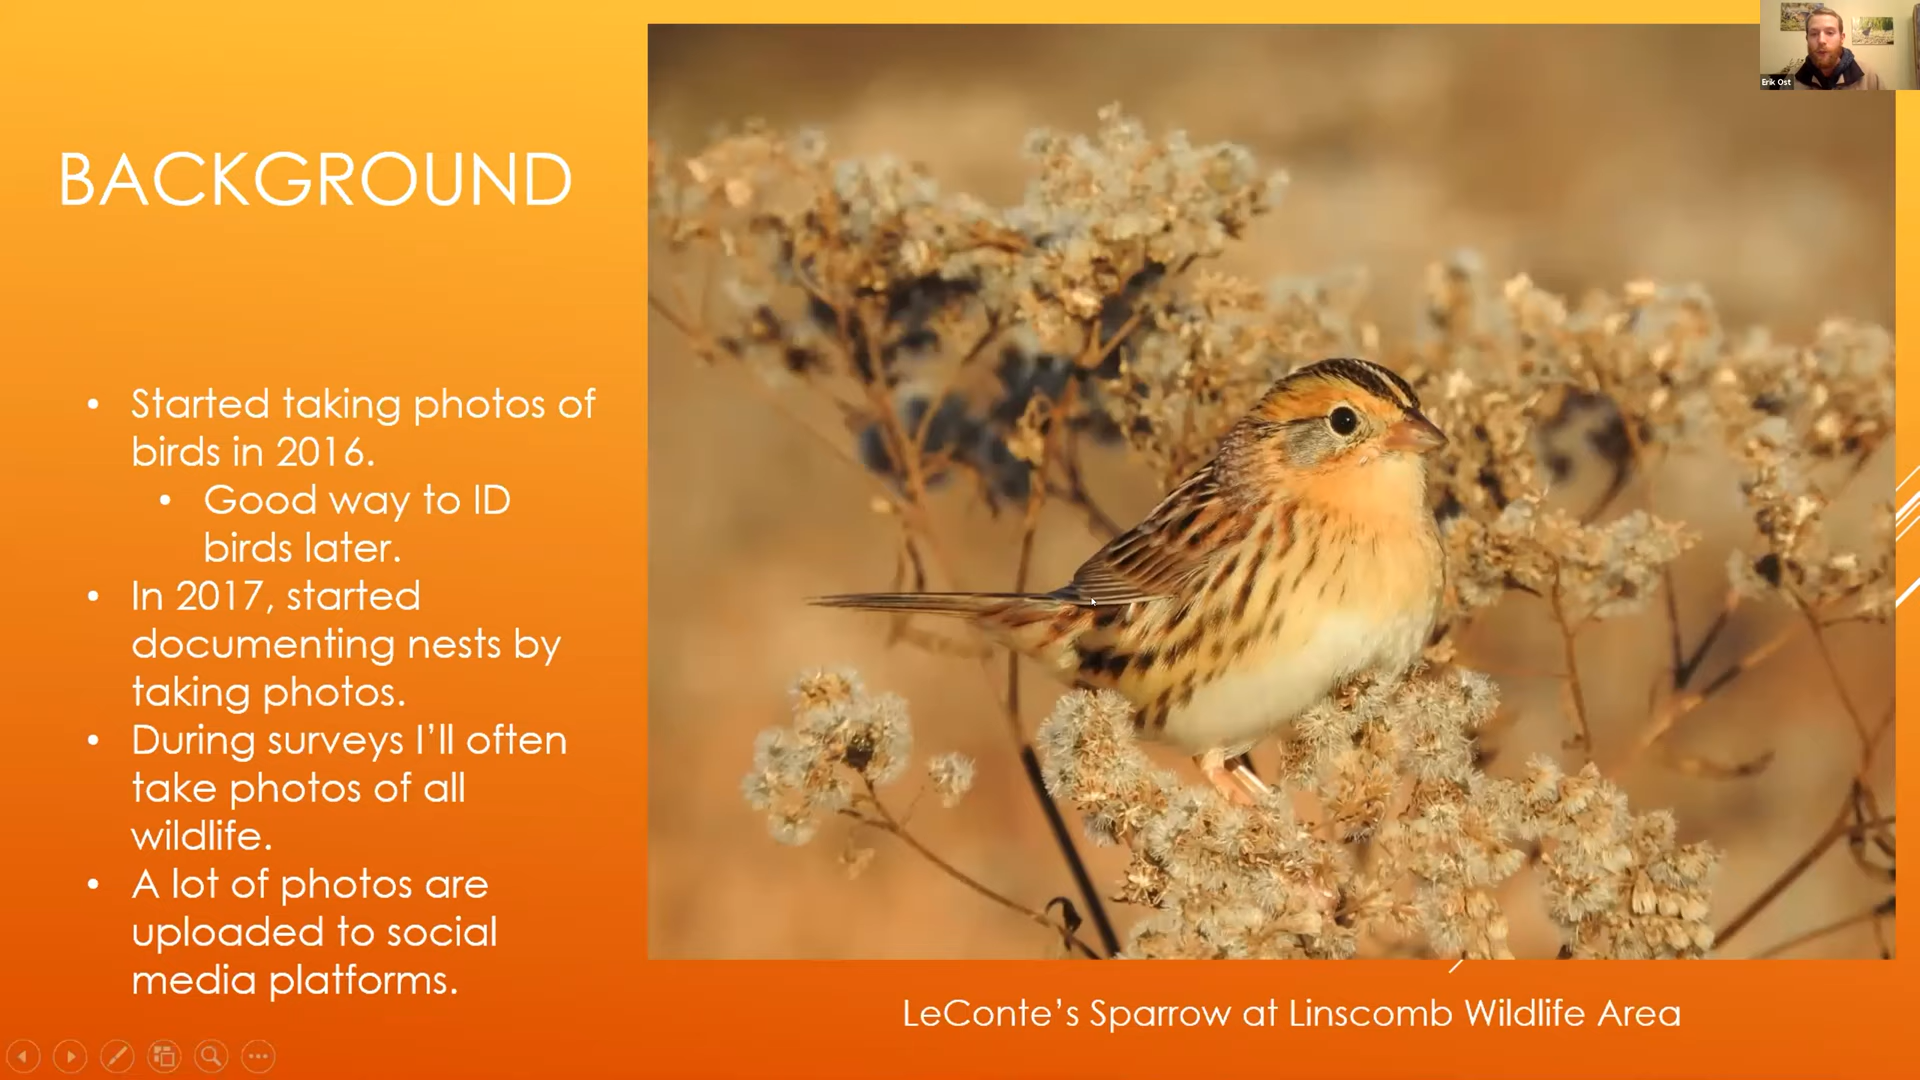 Erik Ost
BACKGROUND
• Started taking photos of
birds in 2016.
• Good way to ID
birds later.
• In 2017, started
documenting nests by
taking photos.
• During surveys I’ll often
take photos of all
wildlife.
• A lot of photos are
uploaded to social
media platforms.
LeConte’s Sparrow at Linscomb Wildlife Area